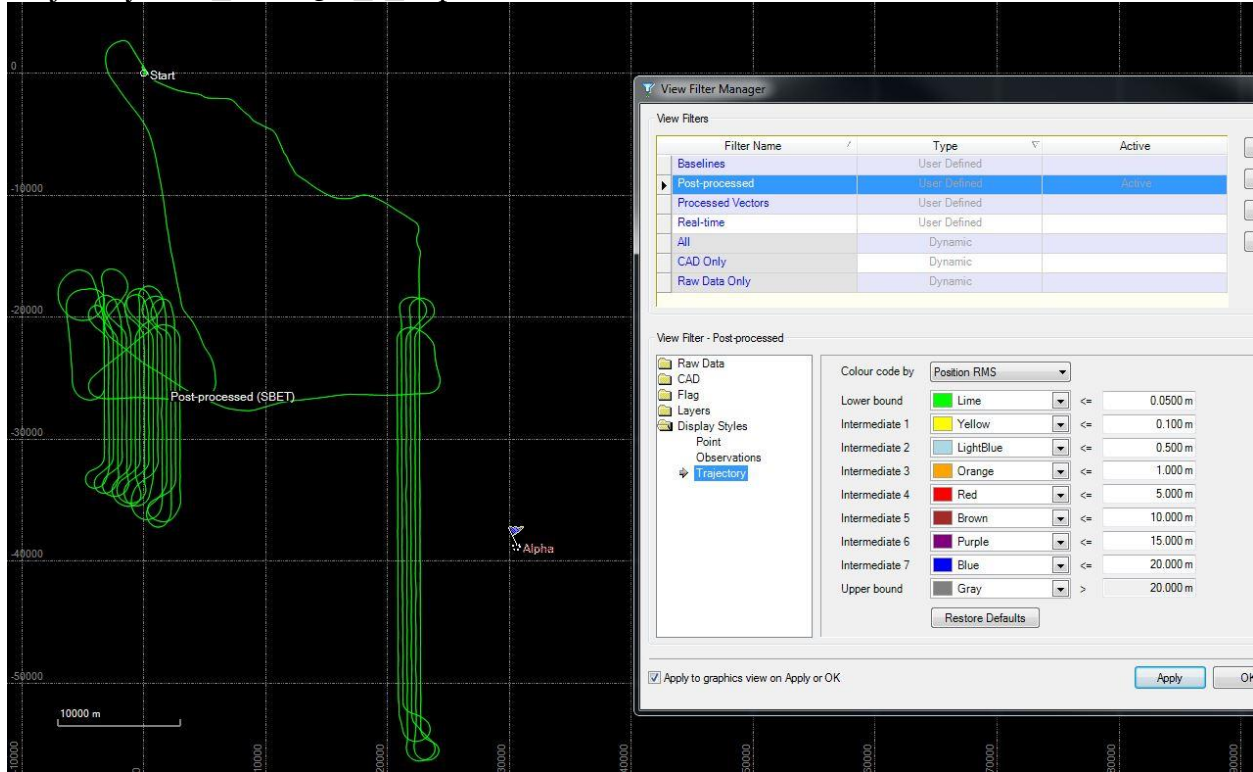 0
Start
-10000
-20000
Post-processed (SBET)
-30000
-40000
Alpha
-50000
10000 m
-10000
0
10000
20000
30000
40000
50000
60000
70000
80000
90000
View Filter Manager
View Filters
Filter Name Type Active
Baselines User Defined
Post-processed User Defined Active
Processed Vectors User Defined
Real-time User Defined
All Dynamic
CAD Only Dynamic
Raw Data Only Dynamic
View Filter - Post-processed
Raw Data
CAD
Flag
Layers
Display Styles
Point
Observations
Trajectory
Colour code by Position RMS
Lower bound Lime <= 0.0500 m
Intermediate 1 Yellow <= 0.100 m
Intermediate 2 LightBlue <= 0.500 m
Intermediate 3 Orange <= 1.000 m
Intermediate 4 Red <= 5.000 m
Intermediate 5 Brown <= 10.000 m
Intermediate 6 Purple <= 15.000 m
Intermediate 7 Blue <= 20.000 m
Upper bound Gray > 20.000 m
Restore Defaults
Apply to graphics view on Apply or OK
Apply
OK